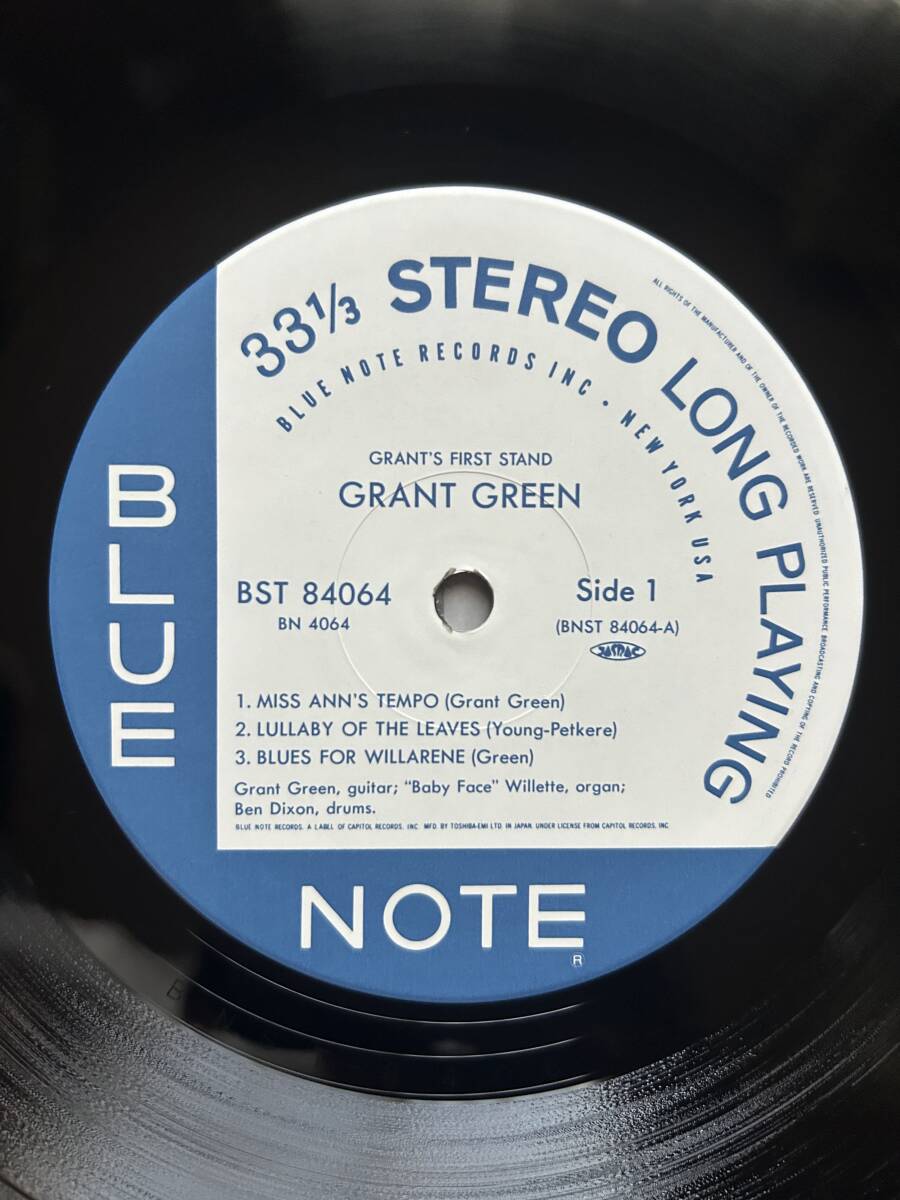 33⅓ STEREO LONG PLAYING
BLUE NOTE RECORDS INC • NEW YORK USA
ALL RIGHTS OF THE MANUFACTURER AND OF THE OWNER OF THE RECORDED WORK ARE RESERVED UNAUTHORIZED PUBLIC PERFORMANCE BROADCASTING AND COPYING OF THE RECORD PROHIBITED
GRANT'S FIRST STAND
GRANT GREEN
BST 84064
BN 4064
Side 1
(BNST 84064-A)
JASRAC
1. MISS ANN'S TEMPO (Grant Green)
2. LULLABY OF THE LEAVES (Young-Petkere)
3. BLUES FOR WILLARENE (Green)
Grant Green, guitar; "Baby Face" Willette, organ;
Ben Dixon, drums.
BLUE NOTE RECORDS. A LABEL OF CAPITOL RECORDS, INC. MFD. BY TOSHIBA-EMI LTD. IN JAPAN. UNDER LICENSE FROM CAPITOL RECORDS, INC
BLUE
NOTE
®